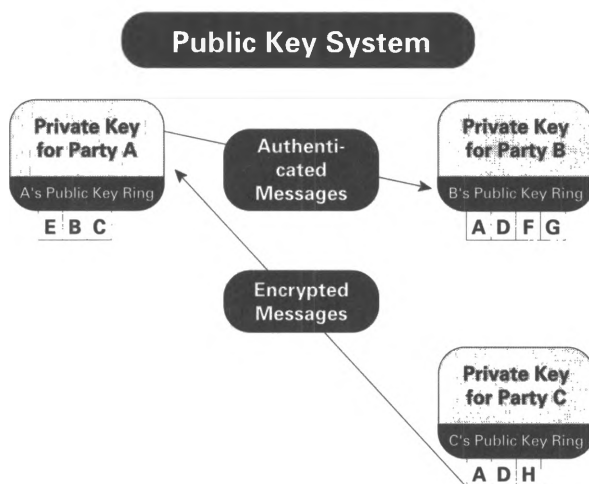 Public Key System
Private Key
for Party A
A's Public Key Ring
E B C
Authenti-
cated
Messages
Private Key
for Party B
B's Public Key Ring
A D F G
Encrypted
Messages
Private Key
for Party C
C's Public Key Ring
A D H